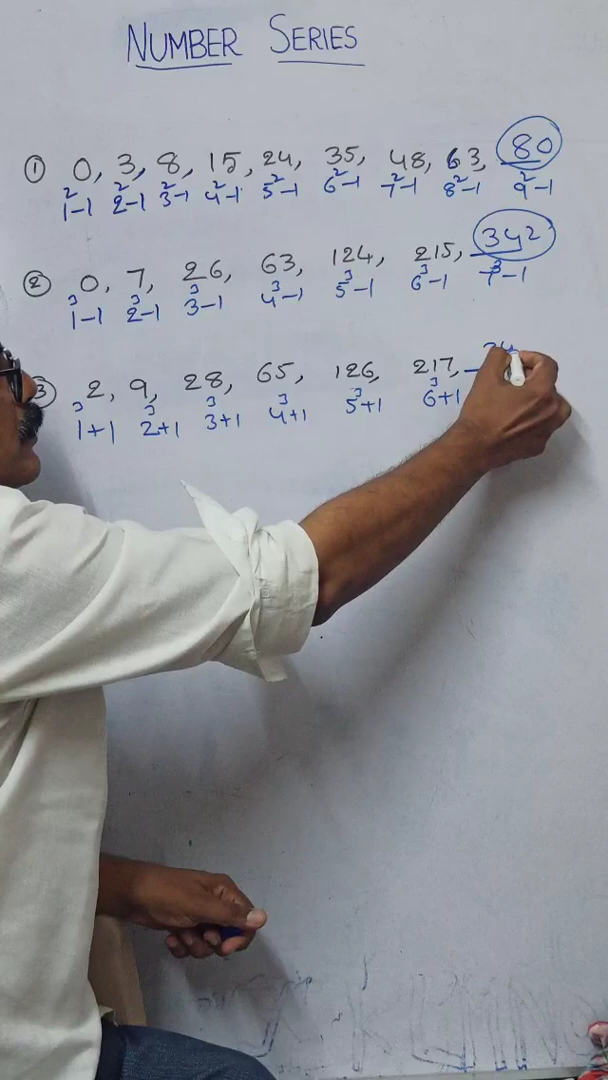 NUMBER SERIES
① 0, 3, 8, 15, 24, 35, 48, 63, 80
1²-1 2²-1 3²-1 4²-1 5²-1 6²-1 7²-1 8²-1 9²-1
② 0, 7, 26, 63, 124, 215, 342
1³-1 2³-1 3³-1 4³-1 5³-1 6³-1 7³-1
3 2, 9, 28, 65, 126, 217,
1³+1 2³+1 3³+1 4³+1 5³+1 6³+1